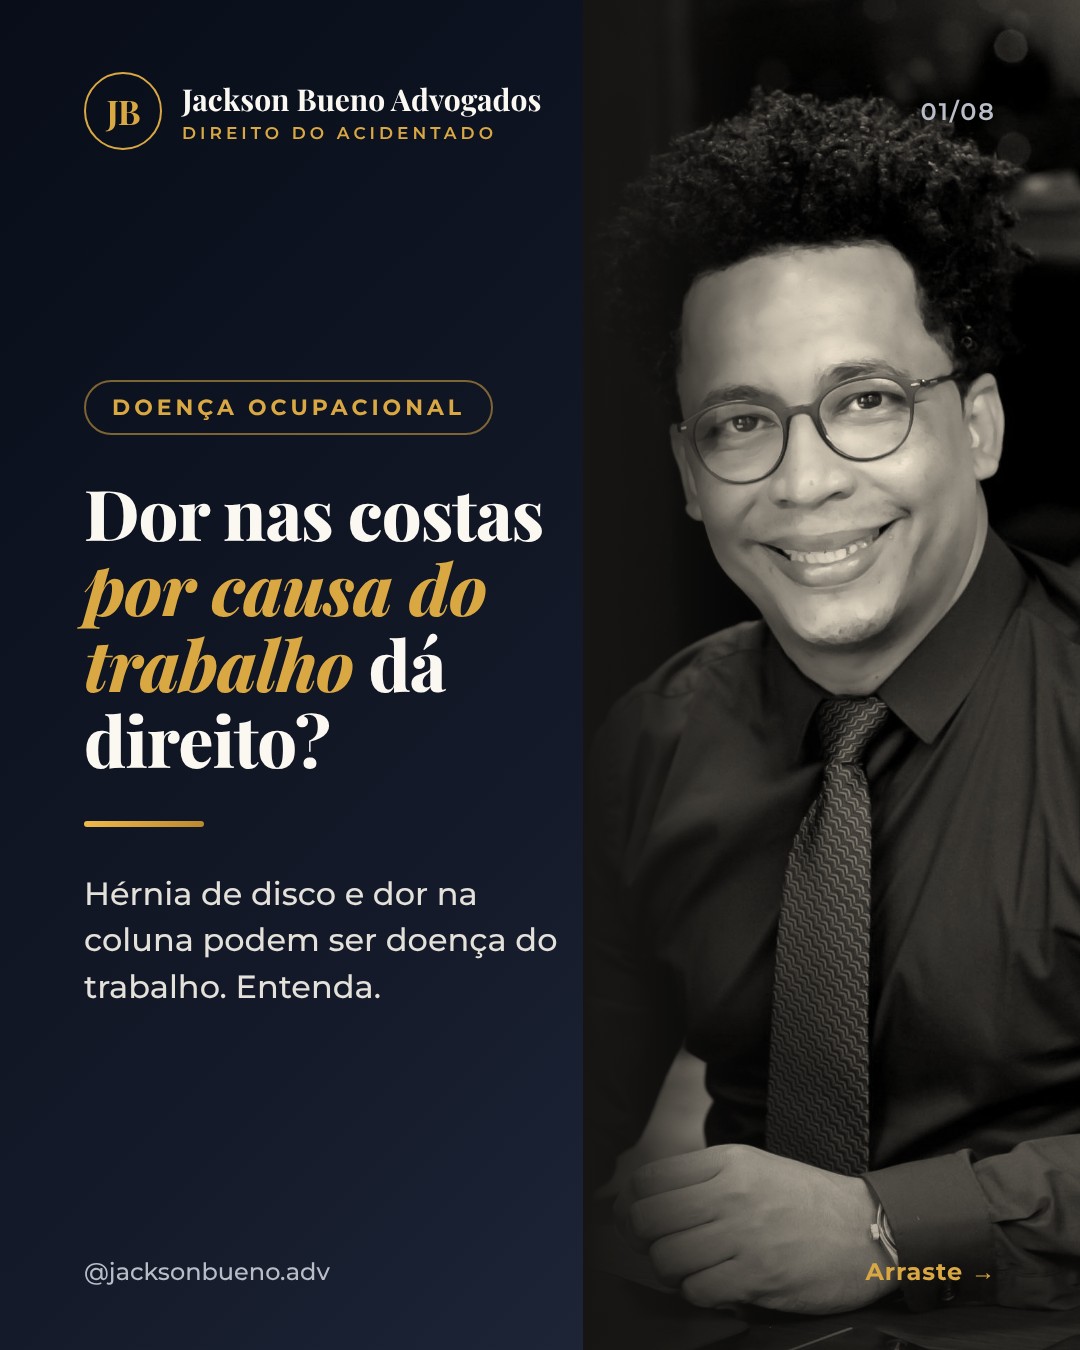 JB
Jackson Bueno Advogados
DIREITO DO ACIDENTADO
01/08
DOENÇA OCUPACIONAL
Dor nas costas
por causa do
trabalho dá
direito?
Hérnia de disco e dor na
coluna podem ser doença do
trabalho. Entenda.
@jacksonbueno.adv
Arraste →